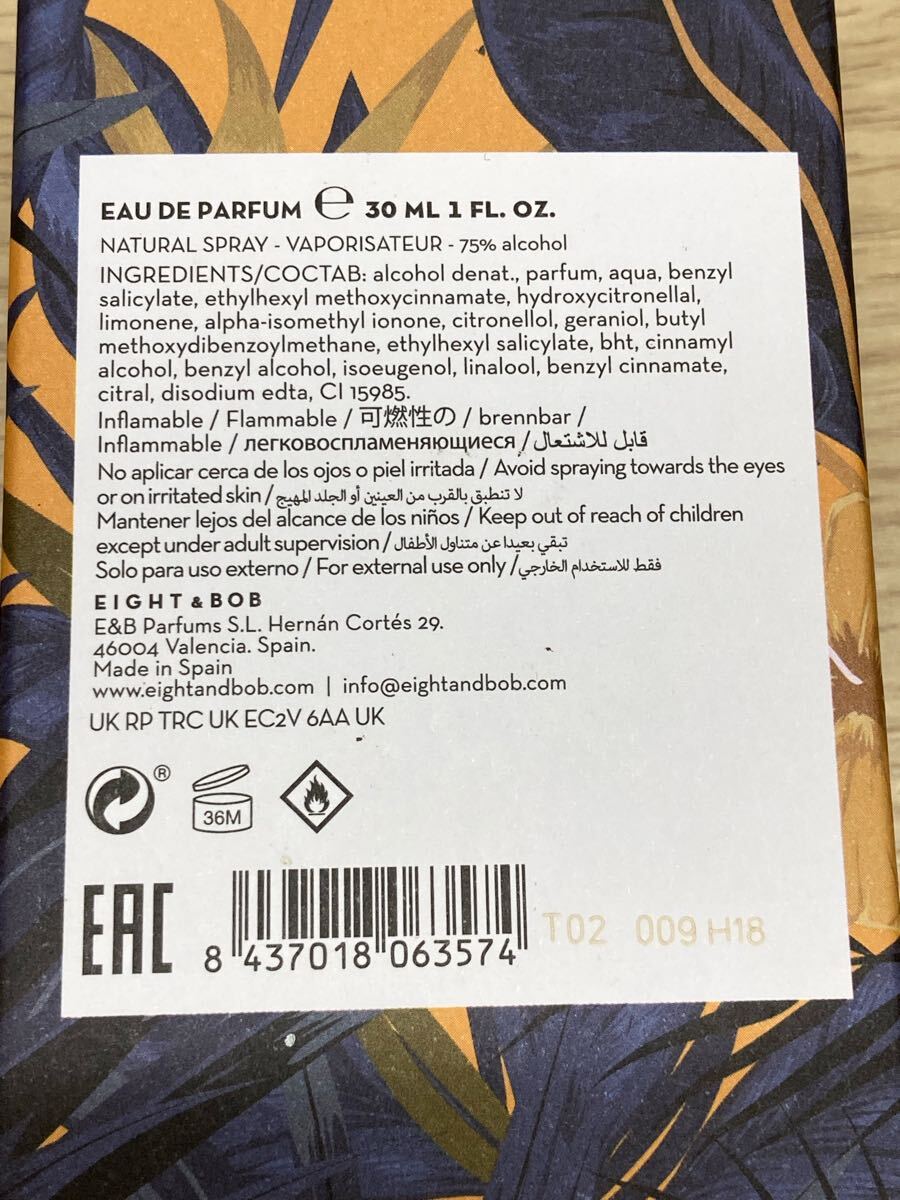 EAU DE PARFUM ℮ 30 ML 1 FL. OZ.
NATURAL SPRAY - VAPORISATEUR - 75% alcohol
INGREDIENTS/COCTAB: alcohol denat., parfum, aqua, benzyl
salicylate, ethylhexyl methoxycinnamate, hydroxycitronellal,
limonene, alpha-isomethyl ionone, citronellol, geraniol, butyl
methoxydibenzoylmethane, ethylhexyl salicylate, bht, cinnamyl
alcohol, benzyl alcohol, isoeugenol, linalool, benzyl cinnamate,
citral, disodium edta, CI 15985.
Inflamable / Flammable / 可燃性の / brennbar /
Inflammable / легковоспламеняющиеся / قابل للاشتعال
No aplicar cerca de los ojos o piel irritada / Avoid spraying towards the eyes
or on irritated skin / لا تنطبق بالقرب من العينين أو الجلد المهيج
Mantener lejos del alcance de los niños / Keep out of reach of children
except under adult supervision / تبقي بعيدا عن متناول الأطفال
Solo para uso externo / For external use only / فقط للاستخدام الخارجي
EIGHT & BOB
E&B Parfums S.L. Hernán Cortés 29.
46004 Valencia. Spain.
Made in Spain
www.eightandbob.com | info@eightandbob.com
UK RP TRC UK EC2V 6AA UK
®
36M
EAC
8 437018 063574
T02 009 H18